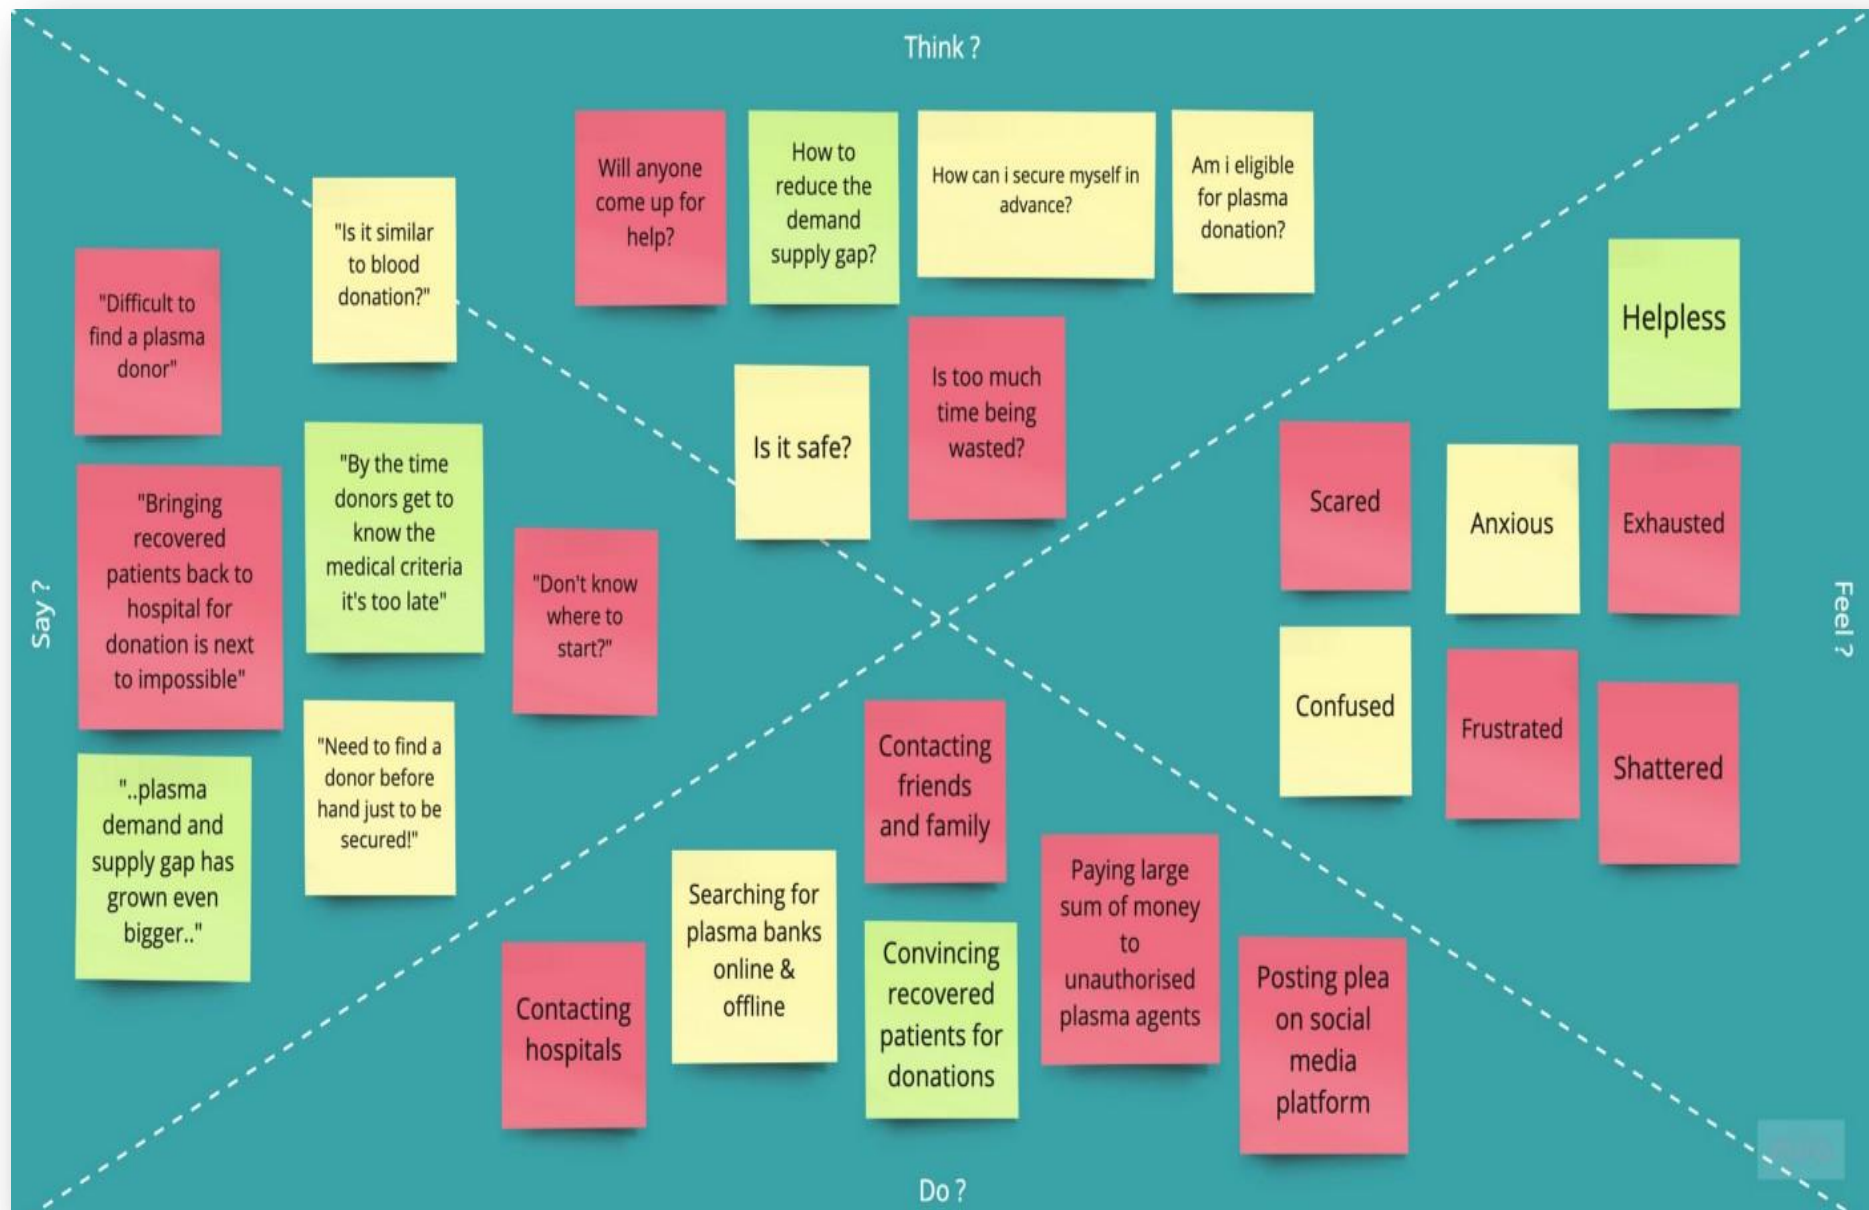 Think ?
Will anyone
come up for
help?
How to
reduce the
demand
supply gap?
How can i secure myself in
advance?
Am i eligible
for plasma
donation?
Is it safe?
Is too much
time being
wasted?
Say ?
"Is it similar
to blood
donation?"
"Difficult to
find a plasma
donor"
"By the time
donors get to
know the
medical criteria
it's too late"
"Bringing
recovered
patients back to
hospital for
donation is next
to impossible"
"Don't know
where to
start?"
"Need to find a
donor before
hand just to be
secured!"
"..plasma
demand and
supply gap has
grown even
bigger.."
Feel ?
Helpless
Scared
Anxious
Exhausted
Confused
Frustrated
Shattered
Contacting
friends
and family
Searching for
plasma banks
online &
offline
Paying large
sum of money
to
unauthorised
plasma agents
Convincing
recovered
patients for
donations
Contacting
hospitals
Posting plea
on social
media
platform
Do ?